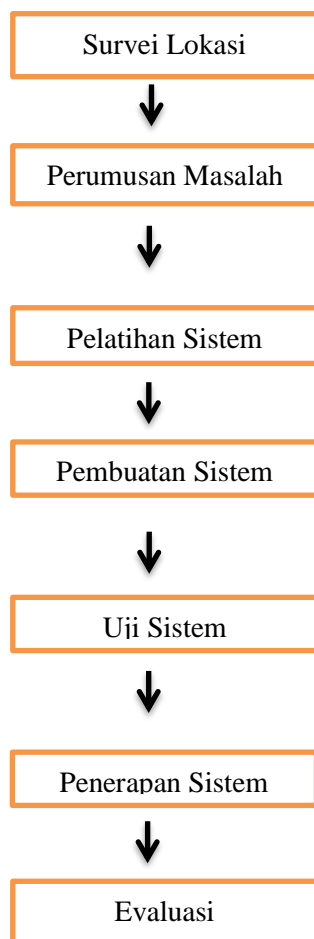 Survei Lokasi
Perumusan Masalah
Pelatihan Sistem
Pembuatan Sistem
Uji Sistem
Penerapan Sistem
Evaluasi